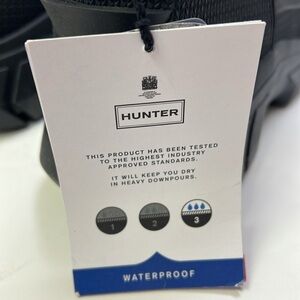 HUNTER
THIS PRODUCT HAS BEEN TESTED
TO THE HIGHEST INDUSTRY
APPROVED STANDARDS.
IT WILL KEEP YOU DRY
IN HEAVY DOWNPOURS.
1 2 3
WATERPROOF